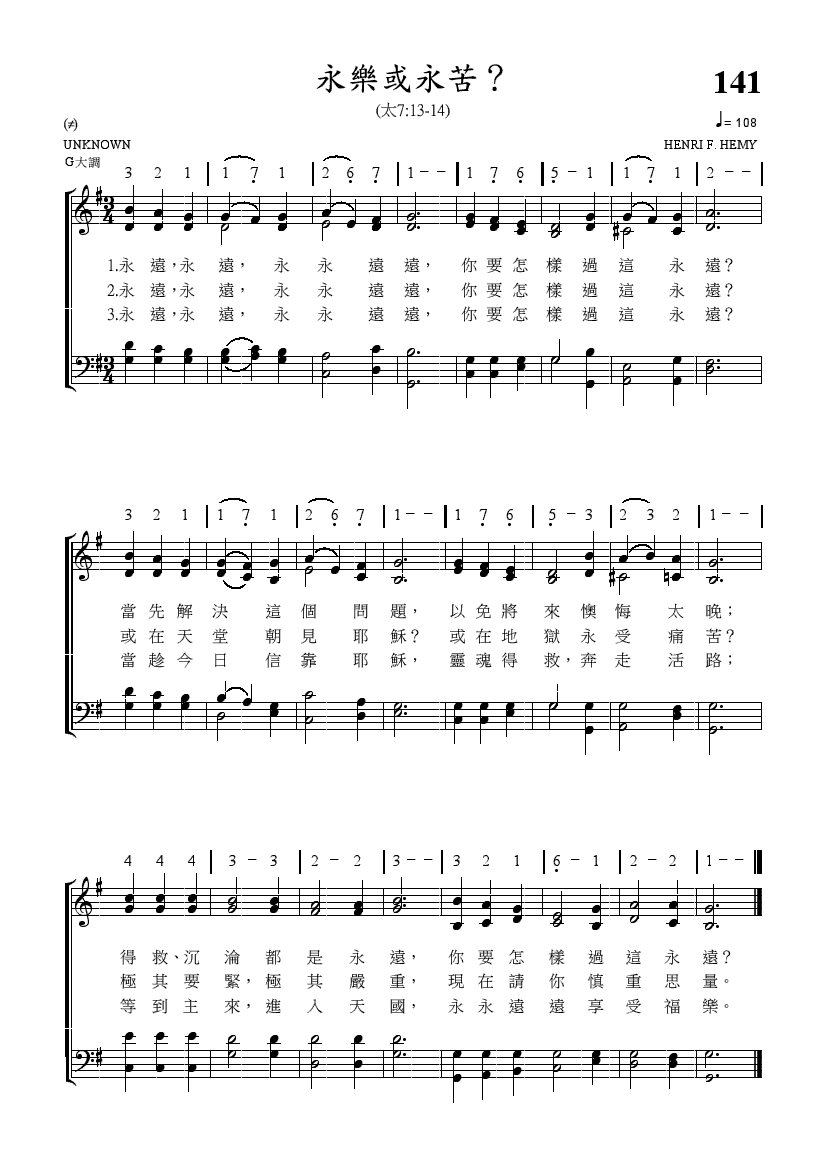 永樂或永苦？ 141
(太7:13-14)
(≠) ♩= 108
UNKNOWN HENRI F. HEMY
G大調
3 2 1 | 1 7 1 | 2 6 7 | 1 – – | 1 7 6 | 5 – 1 | 1 7 1 | 2 – – |
3/4
1.永遠，永遠，永永遠遠，你要怎樣過這永遠？
2.永遠，永遠，永永遠遠，你要怎樣過這永遠？
3.永遠，永遠，永永遠遠，你要怎樣過這永遠？
3/4
3 2 1 | 1 7 1 | 2 6 7 | 1 – – | 1 7 6 | 5 – 3 | 2 3 2 | 1 – – |
當先解決這個問題，以免將來懊悔太晚；
或在天堂朝見耶穌？或在地獄永受痛苦？
當趁今日信靠耶穌，靈魂得救，奔走活路；
4 4 4 | 3 – 3 | 2 – 2 | 3 – – | 3 2 1 | 6 – 1 | 2 – 2 | 1 – – |
得救、沉淪都是永遠，你要怎樣過這永遠？
極其要緊，極其嚴重，現在請你慎重思量。
等到主來，進入天國，永永遠遠享受福樂。